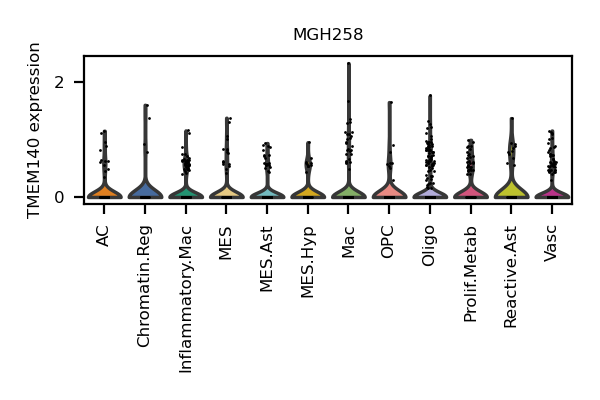 MGH258
TMEM140 expression
2
0
AC
Chromatin.Reg
Inflammatory.Mac
MES
MES.Ast
MES.Hyp
Mac
OPC
Oligo
Prolif.Metab
Reactive.Ast
Vasc